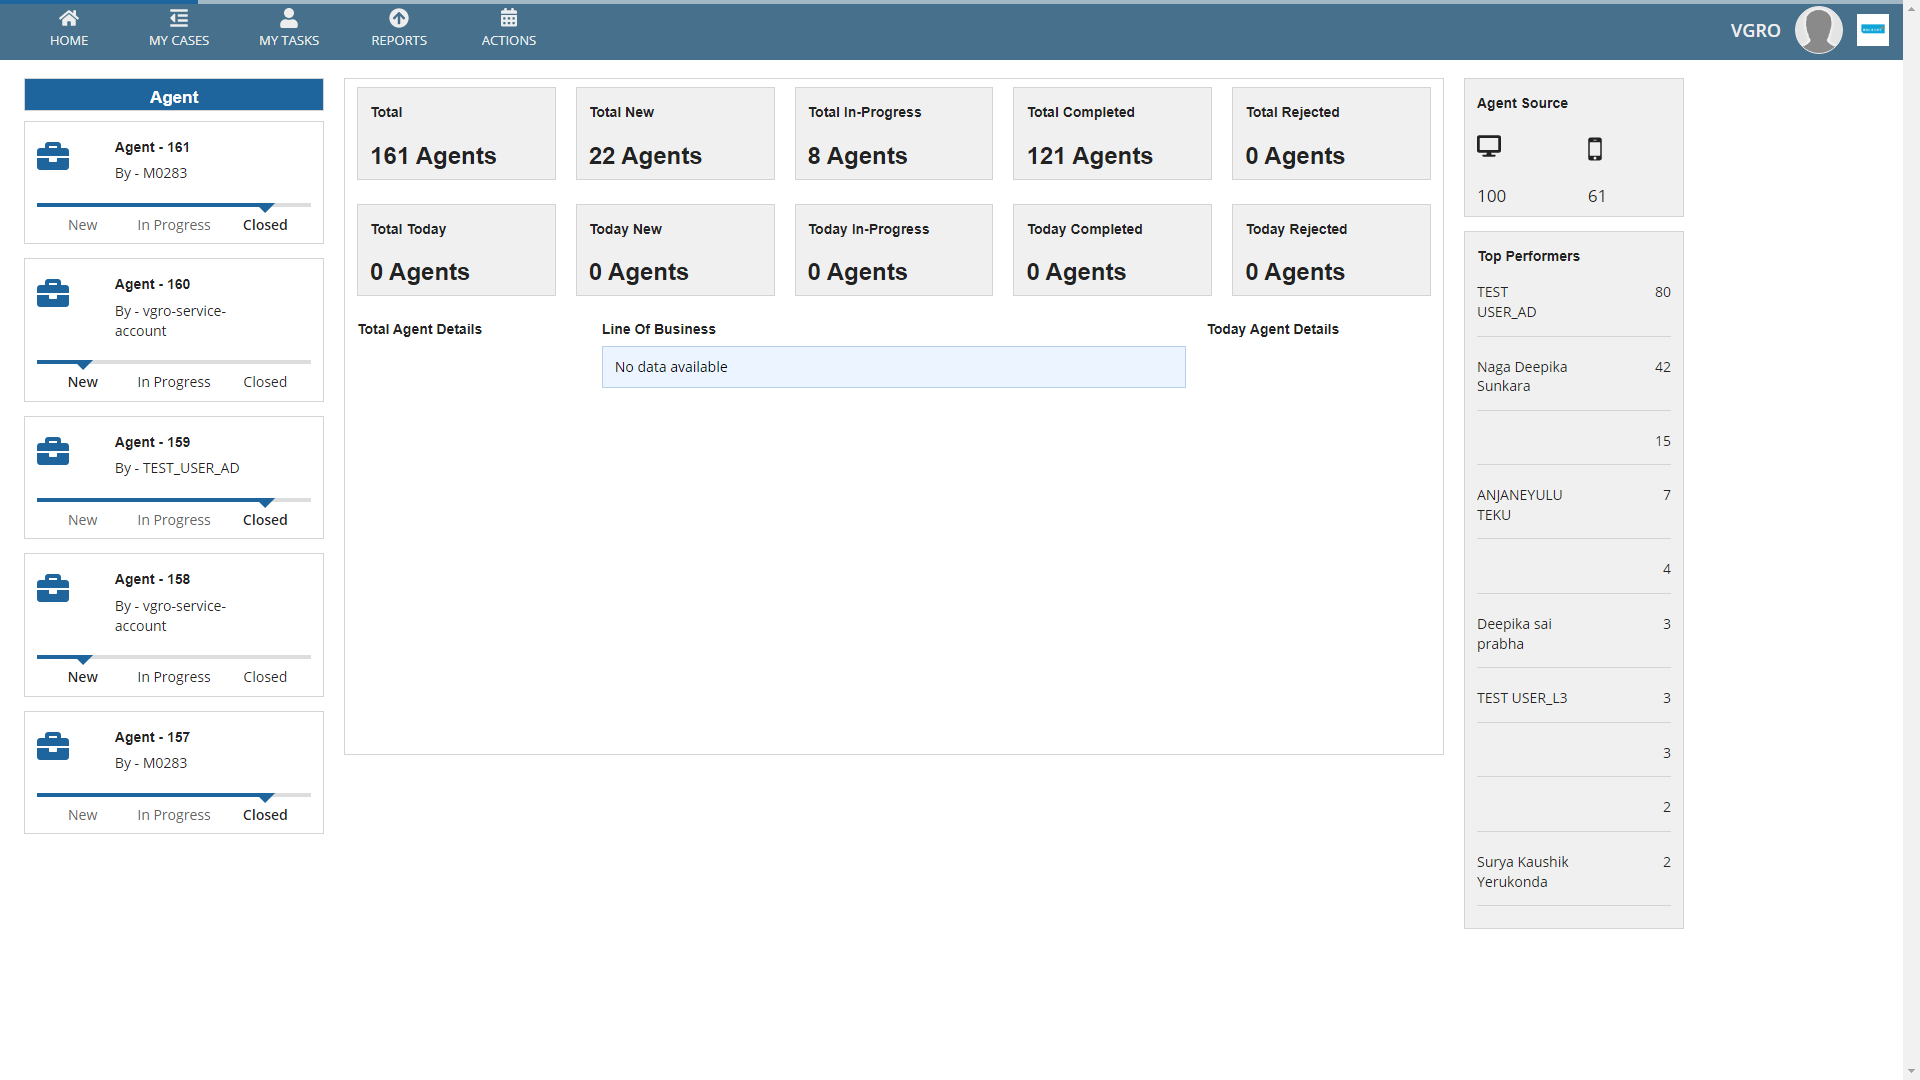 HOME
MY CASES
MY TASKS
REPORTS
ACTIONS
VGRO
Agent
Agent - 161
By - M0283
New In Progress Closed
Agent - 160
By - vgro-service-
account
New In Progress Closed
Agent - 159
By - TEST_USER_AD
New In Progress Closed
Agent - 158
By - vgro-service-
account
New In Progress Closed
Agent - 157
By - M0283
New In Progress Closed
Total
161 Agents
Total New
22 Agents
Total In-Progress
8 Agents
Total Completed
121 Agents
Total Rejected
0 Agents
Total Today
0 Agents
Today New
0 Agents
Today In-Progress
0 Agents
Today Completed
0 Agents
Today Rejected
0 Agents
Total Agent Details
Line Of Business
No data available
Today Agent Details
Agent Source
100 61
Top Performers
TEST 80
USER_AD
Naga Deepika 42
Sunkara
15
ANJANEYULU 7
TEKU
4
Deepika sai 3
prabha
TEST USER_L3 3
3
2
Surya Kaushik 2
Yerukonda